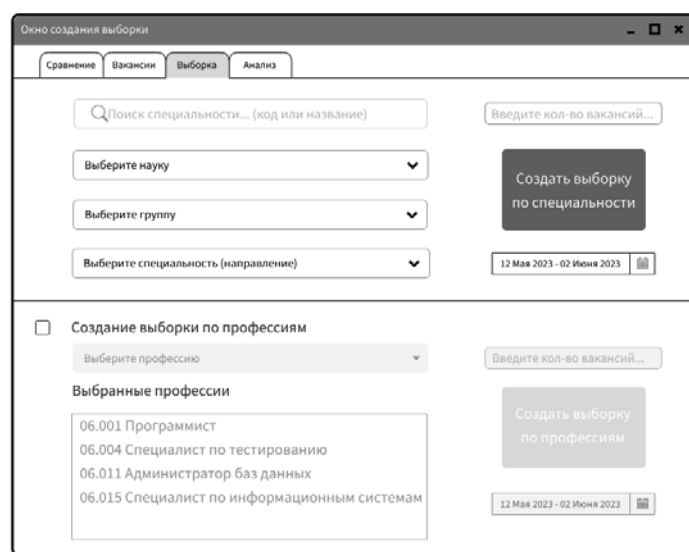 Окно создания выборки
Сравнение Вакансии Выборка Анализ
Поиск специальности... (код или название)
Введите кол-во вакансий...
Выберите науку
Создать выборку
по специальности
Выберите группу
Выберите специальность (направление)
12 Мая 2023 - 02 Июня 2023
Создание выборки по профессиям
Выберите профессию
Введите кол-во вакансий...
Выбранные профессии
Создать выборку
по профессиям
06.001 Программист
06.004 Специалист по тестированию
06.011 Администратор баз данных
06.015 Специалист по информационным системам
12 Мая 2023 - 02 Июня 2023